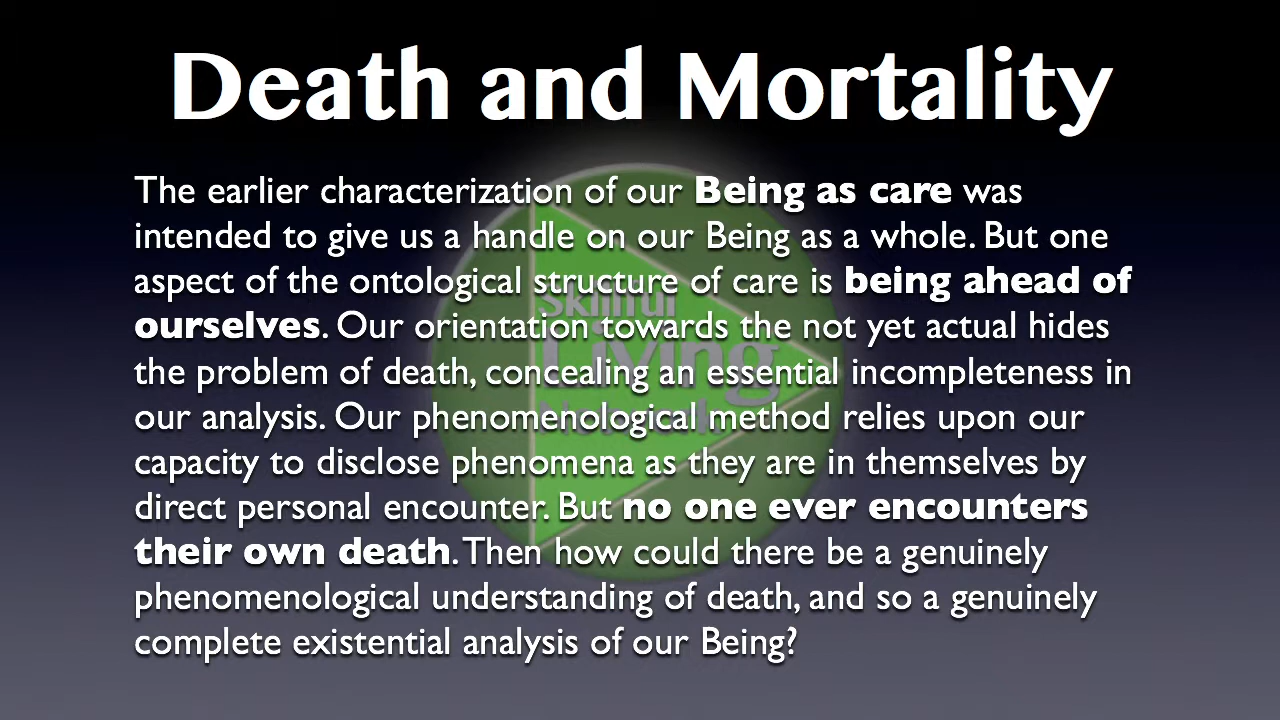 Death and Mortality
The earlier characterization of our Being as care was
intended to give us a handle on our Being as a whole. But one
aspect of the ontological structure of care is being ahead of
ourselves. Our orientation towards the not yet actual hides
the problem of death, concealing an essential incompleteness in
our analysis. Our phenomenological method relies upon our
capacity to disclose phenomena as they are in themselves by
direct personal encounter. But no one ever encounters
their own death. Then how could there be a genuinely
phenomenological understanding of death, and so a genuinely
complete existential analysis of our Being?
Skilful
Living